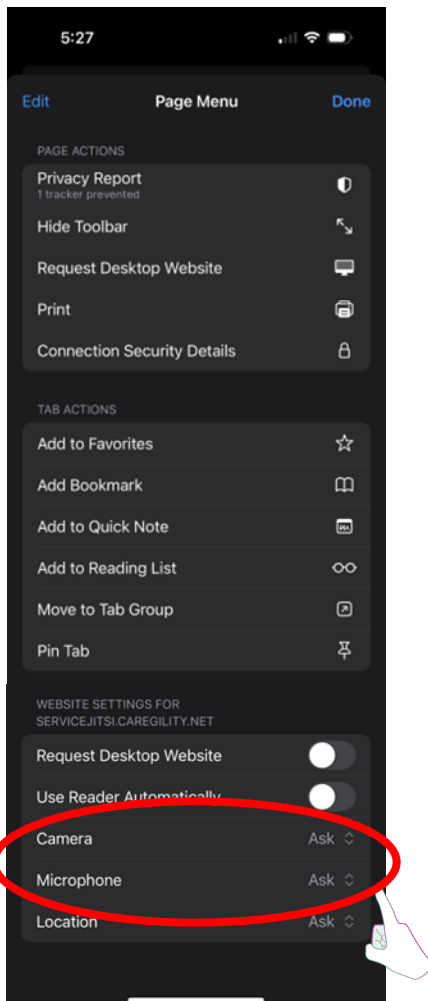 5:27
Edit Page Menu Done
PAGE ACTIONS
Privacy Report
1 tracker prevented
Hide Toolbar
Request Desktop Website
Print
Connection Security Details
TAB ACTIONS
Add to Favorites
Add Bookmark
Add to Quick Note
Add to Reading List
Move to Tab Group
Pin Tab
WEBSITE SETTINGS FOR
SERVICEJITSI.CAREGILITY.NET
Request Desktop Website
Use Reader Automatically
Camera Ask
Microphone Ask
Location Ask